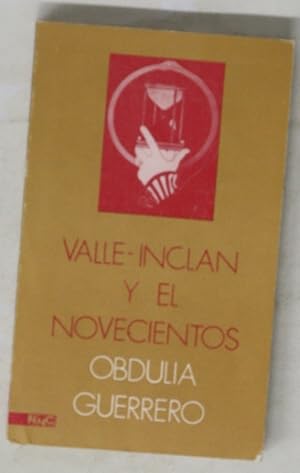 VALLE-INCLAN
Y EL
NOVECIENTOS
OBDULIA
GUERRERO